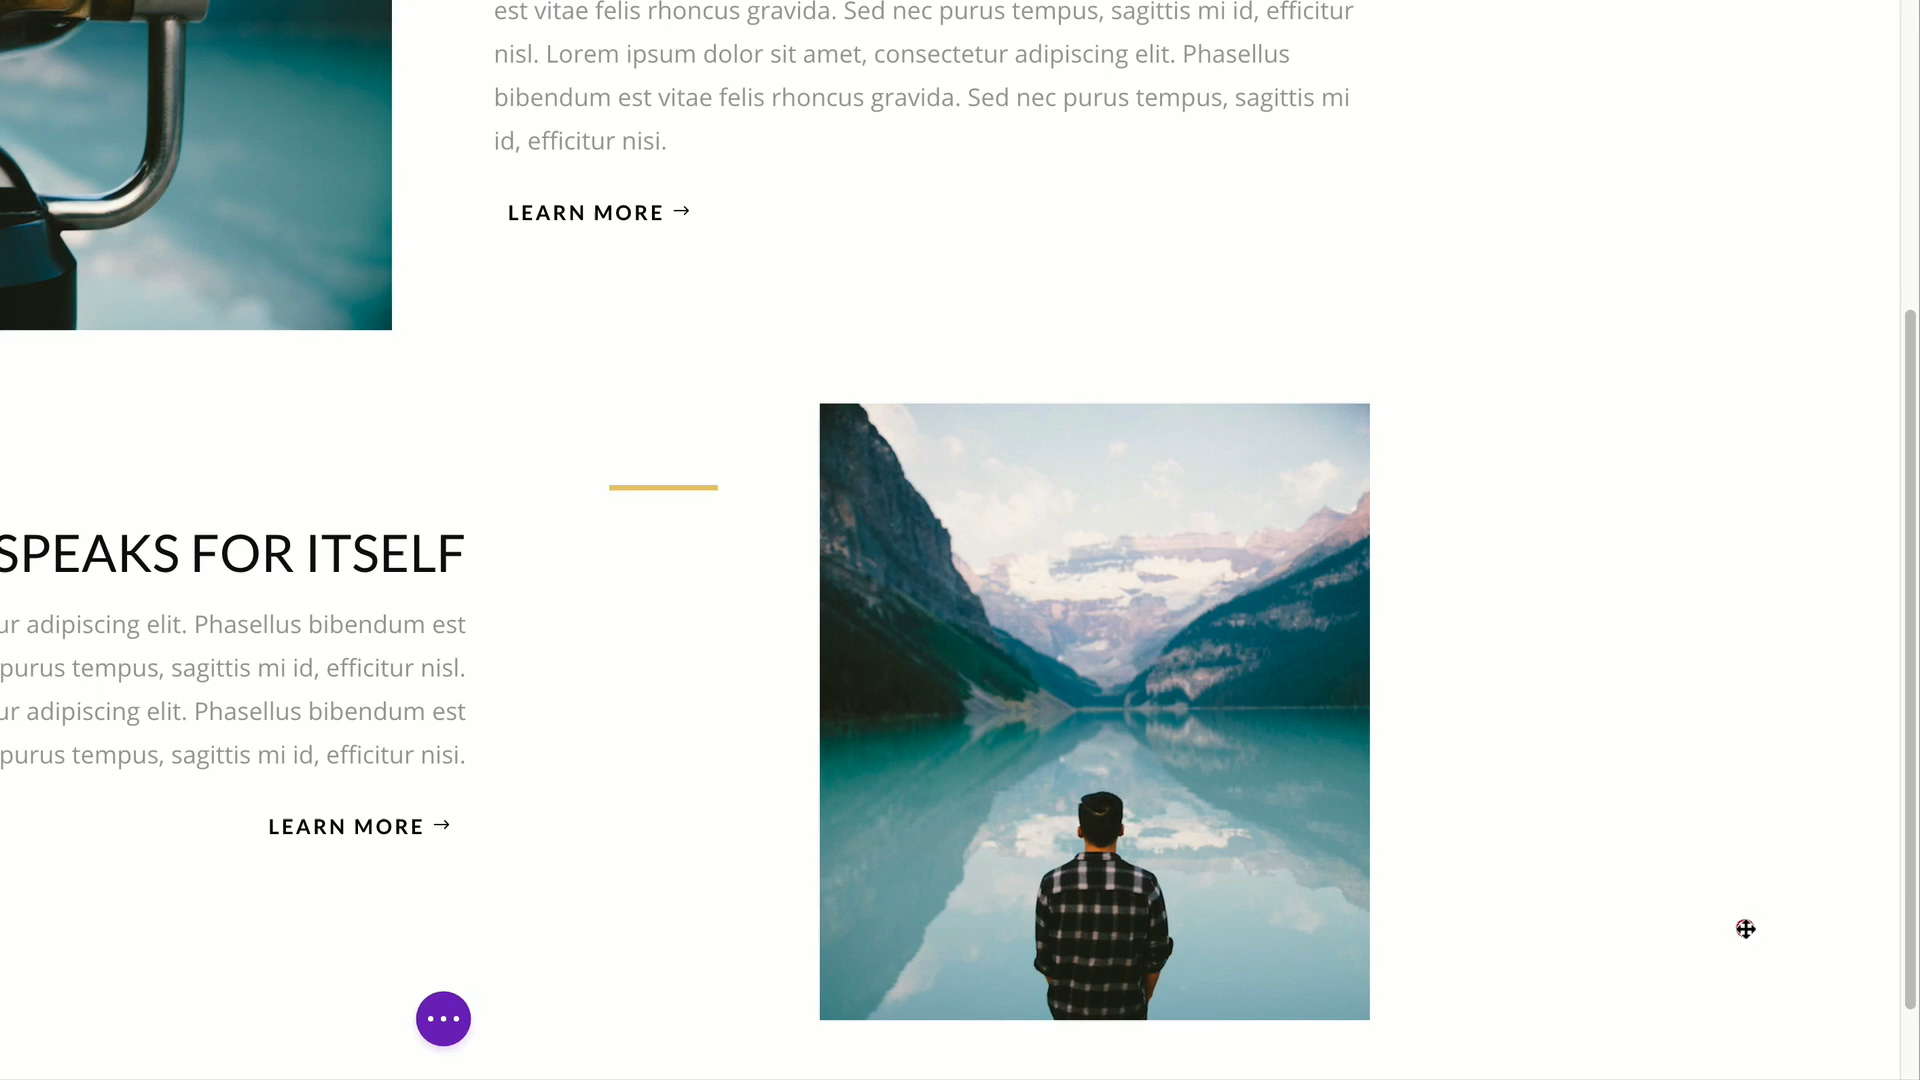 est vitae felis rhoncus gravida. Sed nec purus tempus, sagittis mi id, efficitur
nisl. Lorem ipsum dolor sit amet, consectetur adipiscing elit. Phasellus
bibendum est vitae felis rhoncus gravida. Sed nec purus tempus, sagittis mi
id, efficitur nisi.
LEARN MORE →
SPEAKS FOR ITSELF
adipiscing elit. Phasellus bibendum est
purus tempus, sagittis mi id, efficitur nisl.
adipiscing elit. Phasellus bibendum est
purus tempus, sagittis mi id, efficitur nisi.
LEARN MORE →